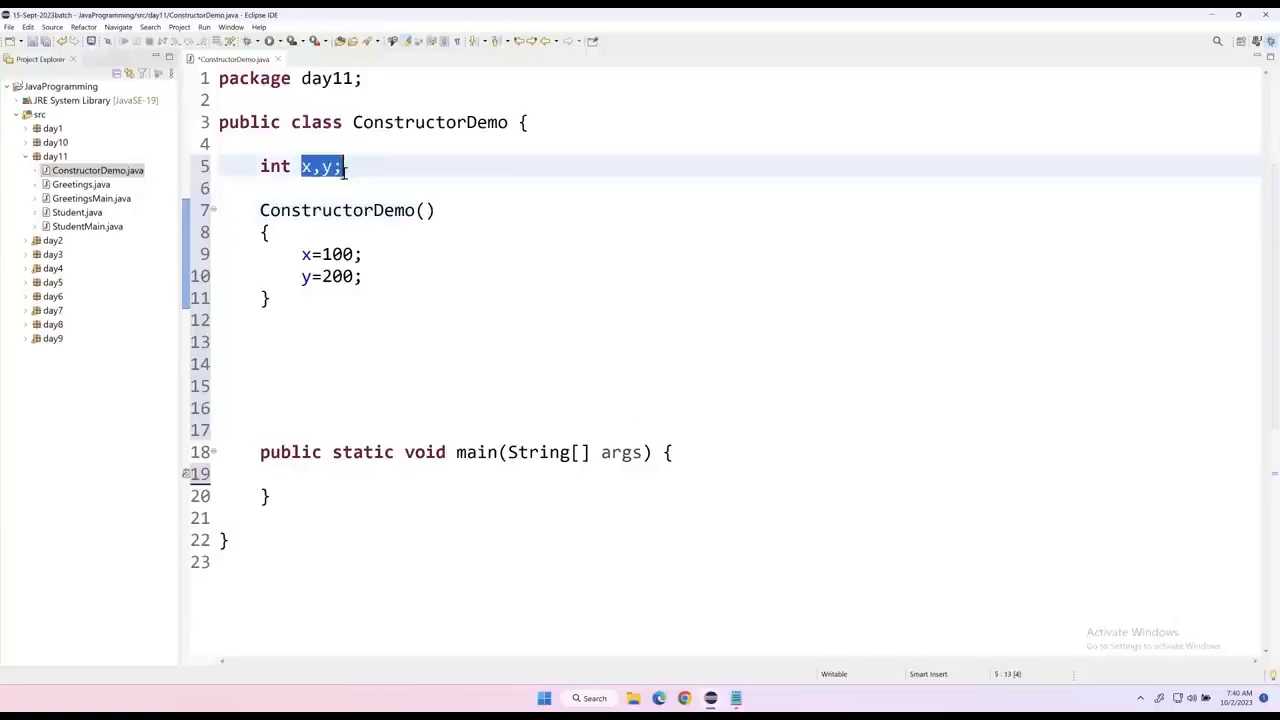 15-Sept-2023batch - JavaProgramming/src/day11/ConstructorDemo.java - Eclipse IDE
File Edit Source Refactor Navigate Search Project Run Window Help
Project Explorer
*ConstructorDemo.java
JavaProgramming
JRE System Library [JavaSE-19]
src
day1
day10
day11
ConstructorDemo.java
Greetings.java
GreetingsMain.java
Student.java
StudentMain.java
day2
day3
day4
day5
day6
day7
day8
day9
1 package day11;
2
3 public class ConstructorDemo {
4
5 int x,y;
6
7 ConstructorDemo()
8 {
9 x=100;
10 y=200;
11 }
12
13
14
15
16
17
18 public static void main(String[] args) {
19
20 }
21
22 }
23
Activate Windows
Go to Settings to activate Windows.
Writable Smart Insert 5 : 13 [4]
Search
7:40 AM
10/2/2023